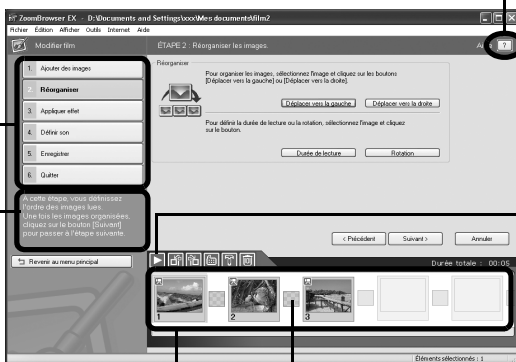 ZoomBrowser EX - D:\Documents and Settings\xxx\Mes documents\film2
Fichier Édition Afficher Outils Internet Aide
Modifier film
ÉTAPE 2 : Réorganiser les images.
?
1. Ajouter des images
2. Réorganiser
3. Appliquer effet
4. Définir son
5. Enregistrer
6. Quitter
A cette étape, vous définissez
l'ordre des images lues.
Une fois les images organisées,
cliquez sur le bouton [Suivant]
pour passer à l'étape suivante.
Revenir au menu principal
Réorganiser
Pour organiser les images, sélectionnez l'image et cliquez sur les boutons
[Déplacer vers la gauche] ou [Déplacer vers la droite].
Déplacer vers la gauche
Déplacer vers la droite
Pour définir la durée de lecture ou la rotation, sélectionnez l'image et cliquez
sur le bouton.
Durée de lecture
Rotation
< Précédent
Suivant >
Annuler
Durée totale : 00:05
1
2
3
Éléments sélectionnés : 1